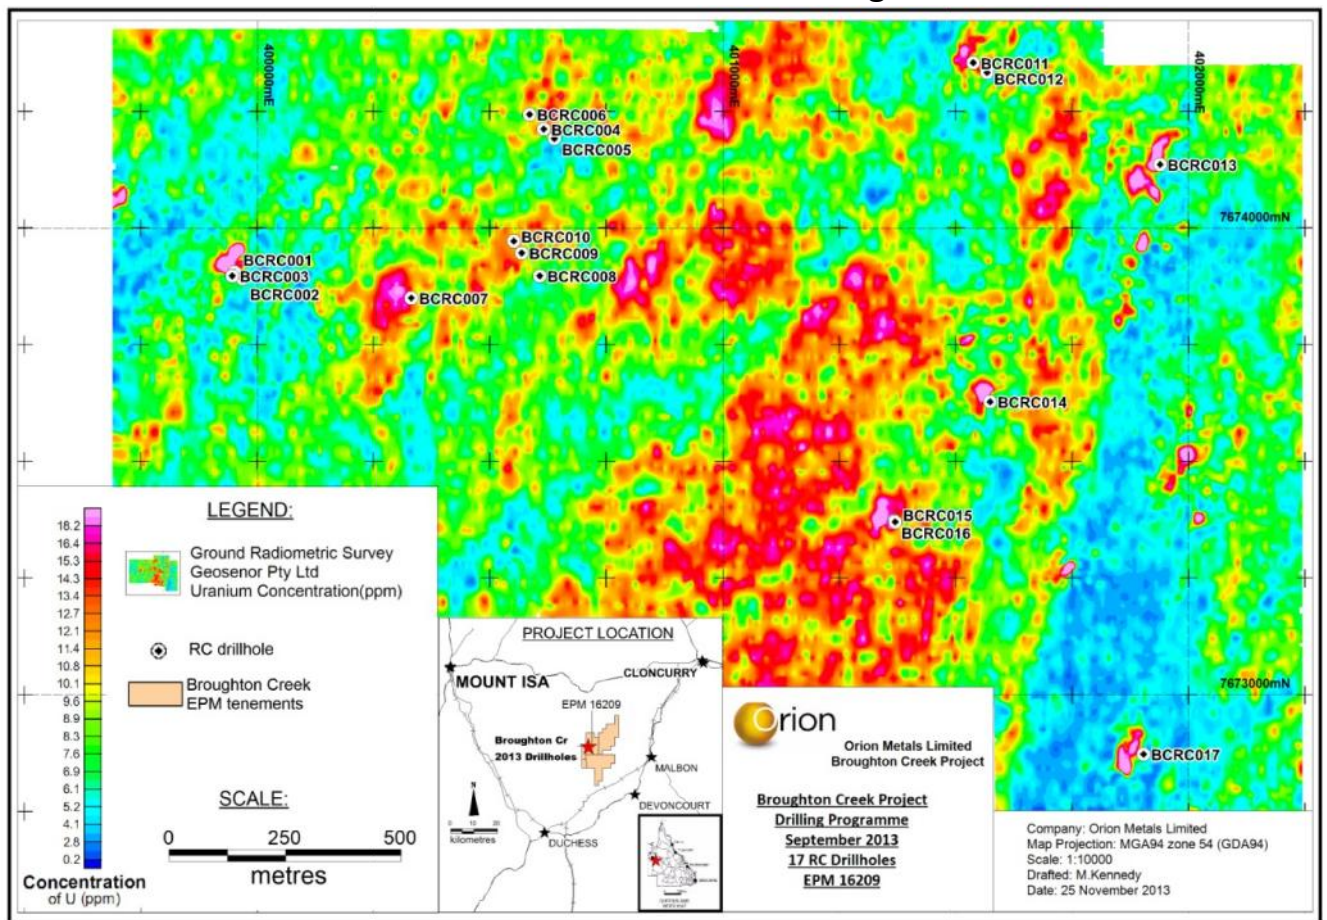 400000mE
401000mE
402000mE
BCRC011
BCRC012
BCRC006
BCRC004
BCRC005
BCRC013
7674000mN
BCRC010
BCRC009
BCRC008
BCRC001
BCRC003
BCRC002
BCRC007
BCRC014
BCRC015
BCRC016
7673000mN
BCRC017
LEGEND:
18.2
16.4
15.3
14.3
13.4
12.7
12.1
11.4
10.8
10.1
9.6
8.9
8.3
7.6
6.9
6.1
5.2
4.1
2.8
0.2
Concentration
of U (ppm)
Ground Radiometric Survey
Geosenor Pty Ltd
Uranium Concentration(ppm)
RC drillhole
Broughton Creek
EPM tenements
SCALE:
0 250 500
metres
PROJECT LOCATION
MOUNT ISA
CLONCURRY
EPM 16209
Broughton Cr
2013 Drillholes
MALBON
DEVONCOURT
DUCHESS
N
0 10 20
kilometres
Orion
Orion Metals Limited
Broughton Creek Project
Broughton Creek Project
Drilling Programme
September 2013
17 RC Drillholes
EPM 16209
Company: Orion Metals Limited
Map Projection: MGA94 zone 54 (GDA94)
Scale: 1:10000
Drafted: M.Kennedy
Date: 25 November 2013